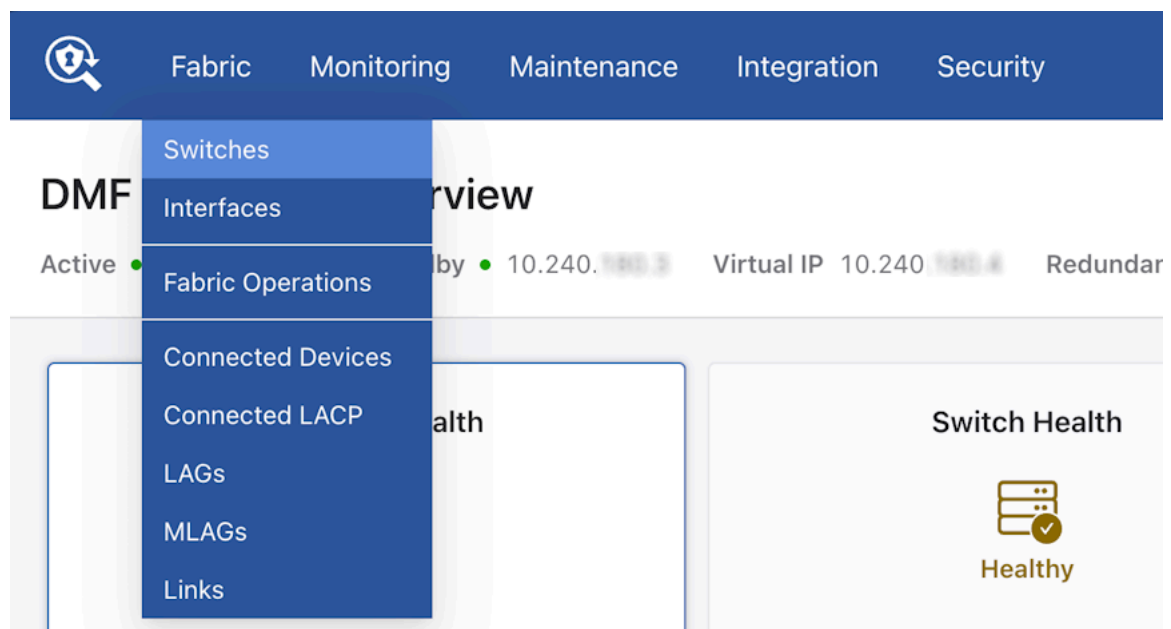 Fabric Monitoring Maintenance Integration Security
Switches
DMF rview
Interfaces
Active by 10.240. Virtual IP 10.240 Redundar
Fabric Operations
Connected Devices
Connected LACP
alth Switch Health
LAGs
MLAGs
Healthy
Links